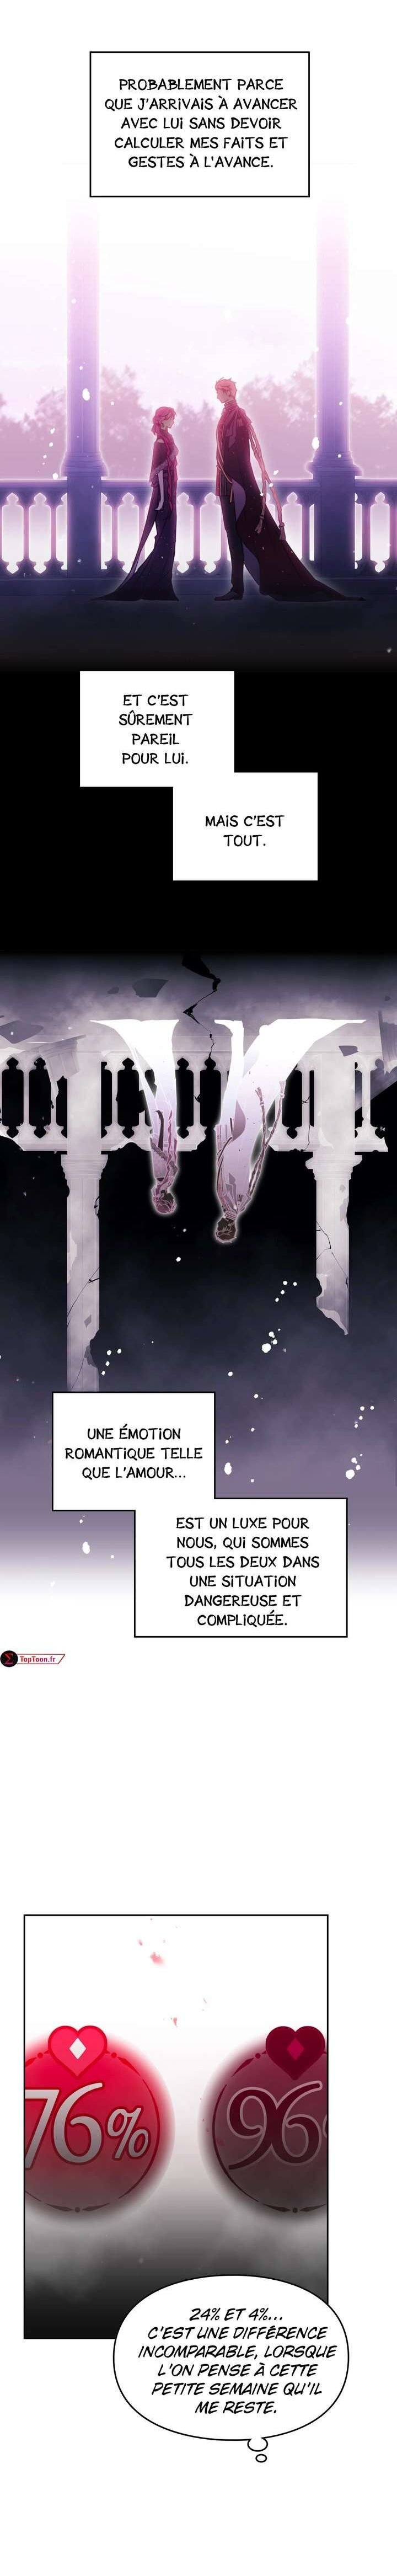 PROBABLEMENT PARCE
QUE J'ARRIVAIS À AVANCER
AVEC LUI SANS DEVOIR
CALCULER MES FAITS ET
GESTES À L'AVANCE.
ET C'EST
SÛREMENT
PAREIL
POUR LUI.
MAIS C'EST
TOUT.
UNE ÉMOTION
ROMANTIQUE TELLE
QUE L'AMOUR...
EST UN LUXE POUR
NOUS, QUI SOMMES
TOUS LES DEUX DANS
UNE SITUATION
DANGEREUSE ET
COMPLIQUÉE.
TopToon.fr
76%
96
24% ET 4%...
C'EST UNE DIFFÉRENCE
INCOMPARABLE, LORSQUE
L'ON PENSE À CETTE
PETITE SEMAINE QU'IL
ME RESTE.